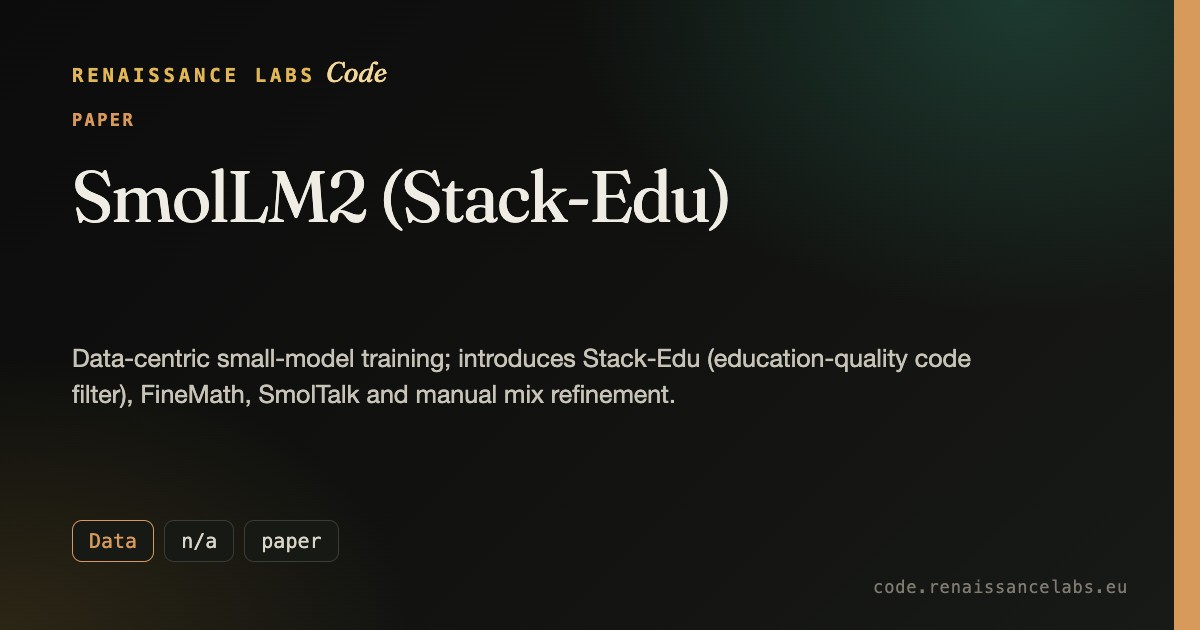 RENAISSANCE LABS Code
PAPER
SmolLM2 (Stack-Edu)
Data-centric small-model training; introduces Stack-Edu (education-quality code
filter), FineMath, SmolTalk and manual mix refinement.
Data n/a paper
code.renaissancelabs.eu